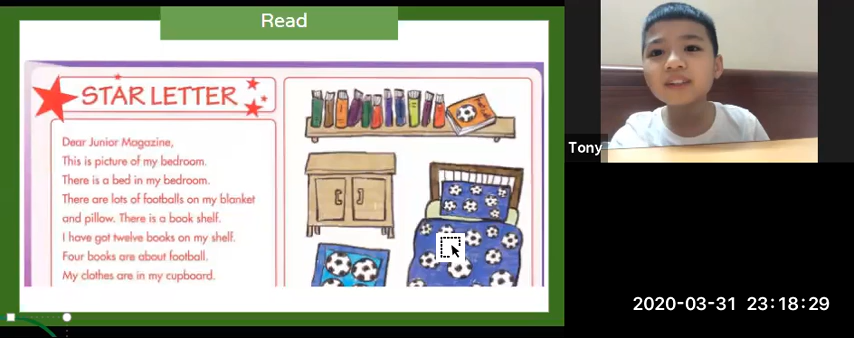 Read
STAR LETTER
Dear Junior Magazine,
This is picture of my bedroom.
There is a bed in my bedroom.
There are lots of footballs on my blanket
and pillow. There is a book shelf.
I have got twelve books on my shelf.
Four books are about football.
My clothes are in my cupboard.
Tony
2020-03-31 23:18:29